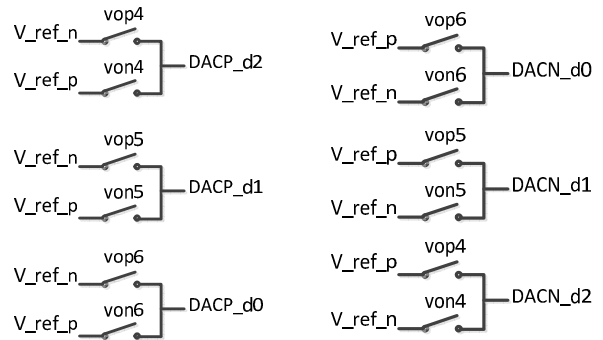 vop4
V_ref_n
DACP_d2
von4
V_ref_p
vop5
V_ref_n
DACP_d1
von5
V_ref_p
vop6
V_ref_n
DACP_d0
von6
V_ref_p
vop6
V_ref_p
DACN_d0
von6
V_ref_n
vop5
V_ref_p
DACN_d1
von5
V_ref_n
vop4
V_ref_p
DACN_d2
von4
V_ref_n